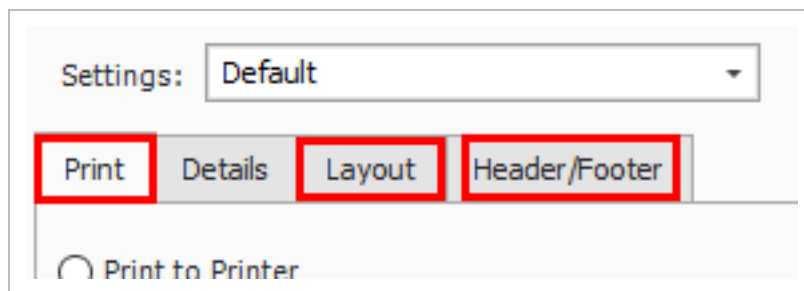 Settings: Default
Print Details Layout Header/Footer
Print to Printer